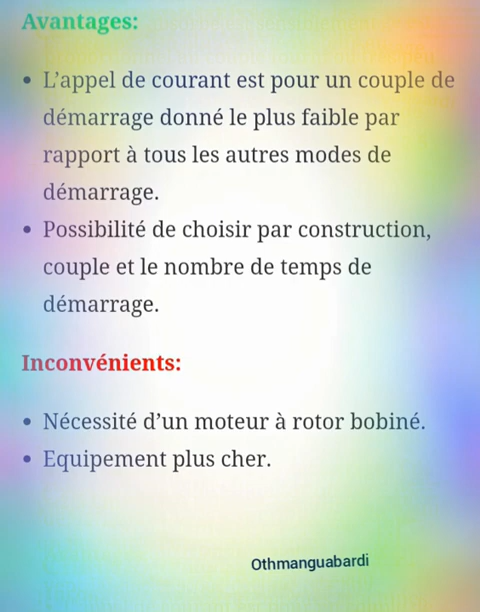 Avantages:
• L'appel de courant est pour un couple de
démarrage donné le plus faible par
rapport à tous les autres modes de
démarrage.
• Possibilité de choisir par construction,
couple et le nombre de temps de
démarrage.
Inconvénients:
• Nécessité d'un moteur à rotor bobiné.
• Equipement plus cher.
Othmanguabardi